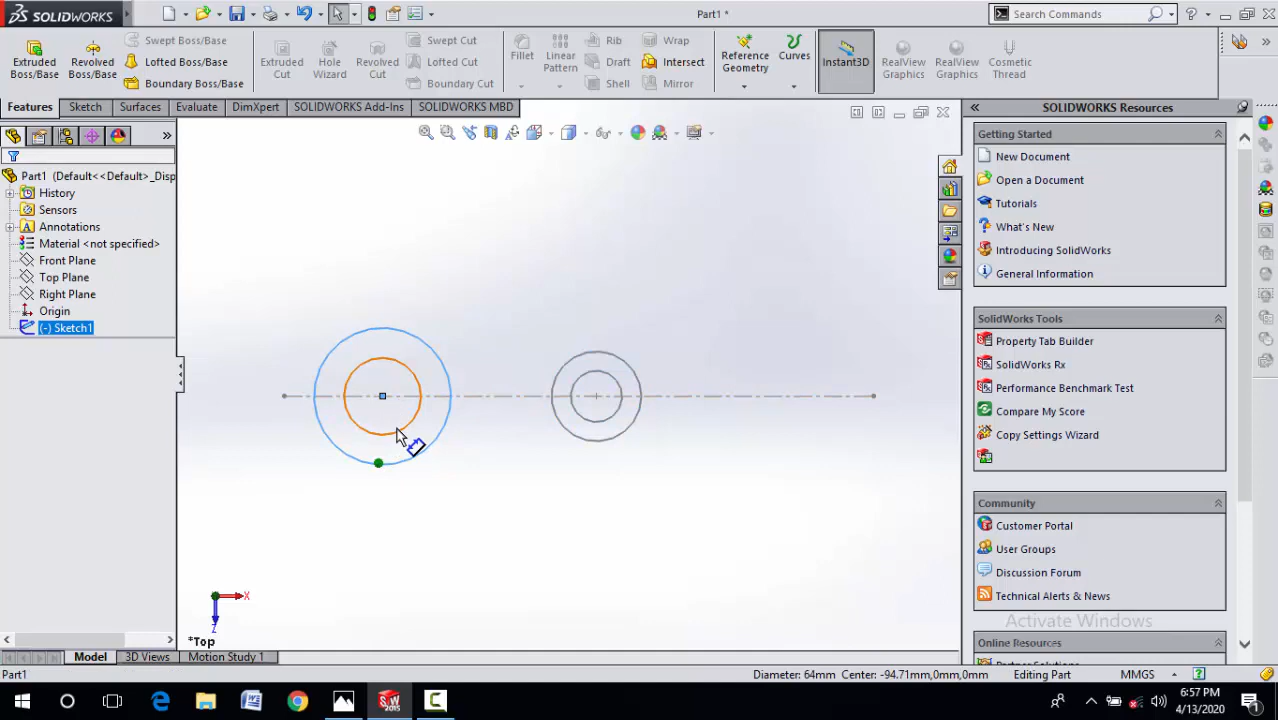 SOLIDWORKS
Part1 *
Search Commands
Extruded Boss/Base
Revolved Boss/Base
Swept Boss/Base
Lofted Boss/Base
Boundary Boss/Base
Extruded Cut
Hole Wizard
Revolved Cut
Swept Cut
Lofted Cut
Boundary Cut
Fillet
Linear Pattern
Rib
Draft
Shell
Wrap
Intersect
Mirror
Reference Geometry
Curves
Instant3D
RealView Graphics
RealView Graphics
Cosmetic Thread
Features
Sketch
Surfaces
Evaluate
DimXpert
SOLIDWORKS Add-Ins
SOLIDWORKS MBD
Part1 (Default<<Default>_Disp
History
Sensors
Annotations
Material <not specified>
Front Plane
Top Plane
Right Plane
Origin
(-) Sketch1
X
Z
*Top
SOLIDWORKS Resources
Getting Started
New Document
Open a Document
Tutorials
What's New
Introducing SolidWorks
General Information
SolidWorks Tools
Property Tab Builder
SolidWorks Rx
Performance Benchmark Test
Compare My Score
Copy Settings Wizard
Community
Customer Portal
User Groups
Discussion Forum
Technical Alerts & News
Activate Windows
Online Resources
Model
3D Views
Motion Study 1
Part1
Diameter: 64mm Center: -94.71mm,0mm,0mm
Editing Part
MMGS
SW
2015
6:57 PM
4/13/2020